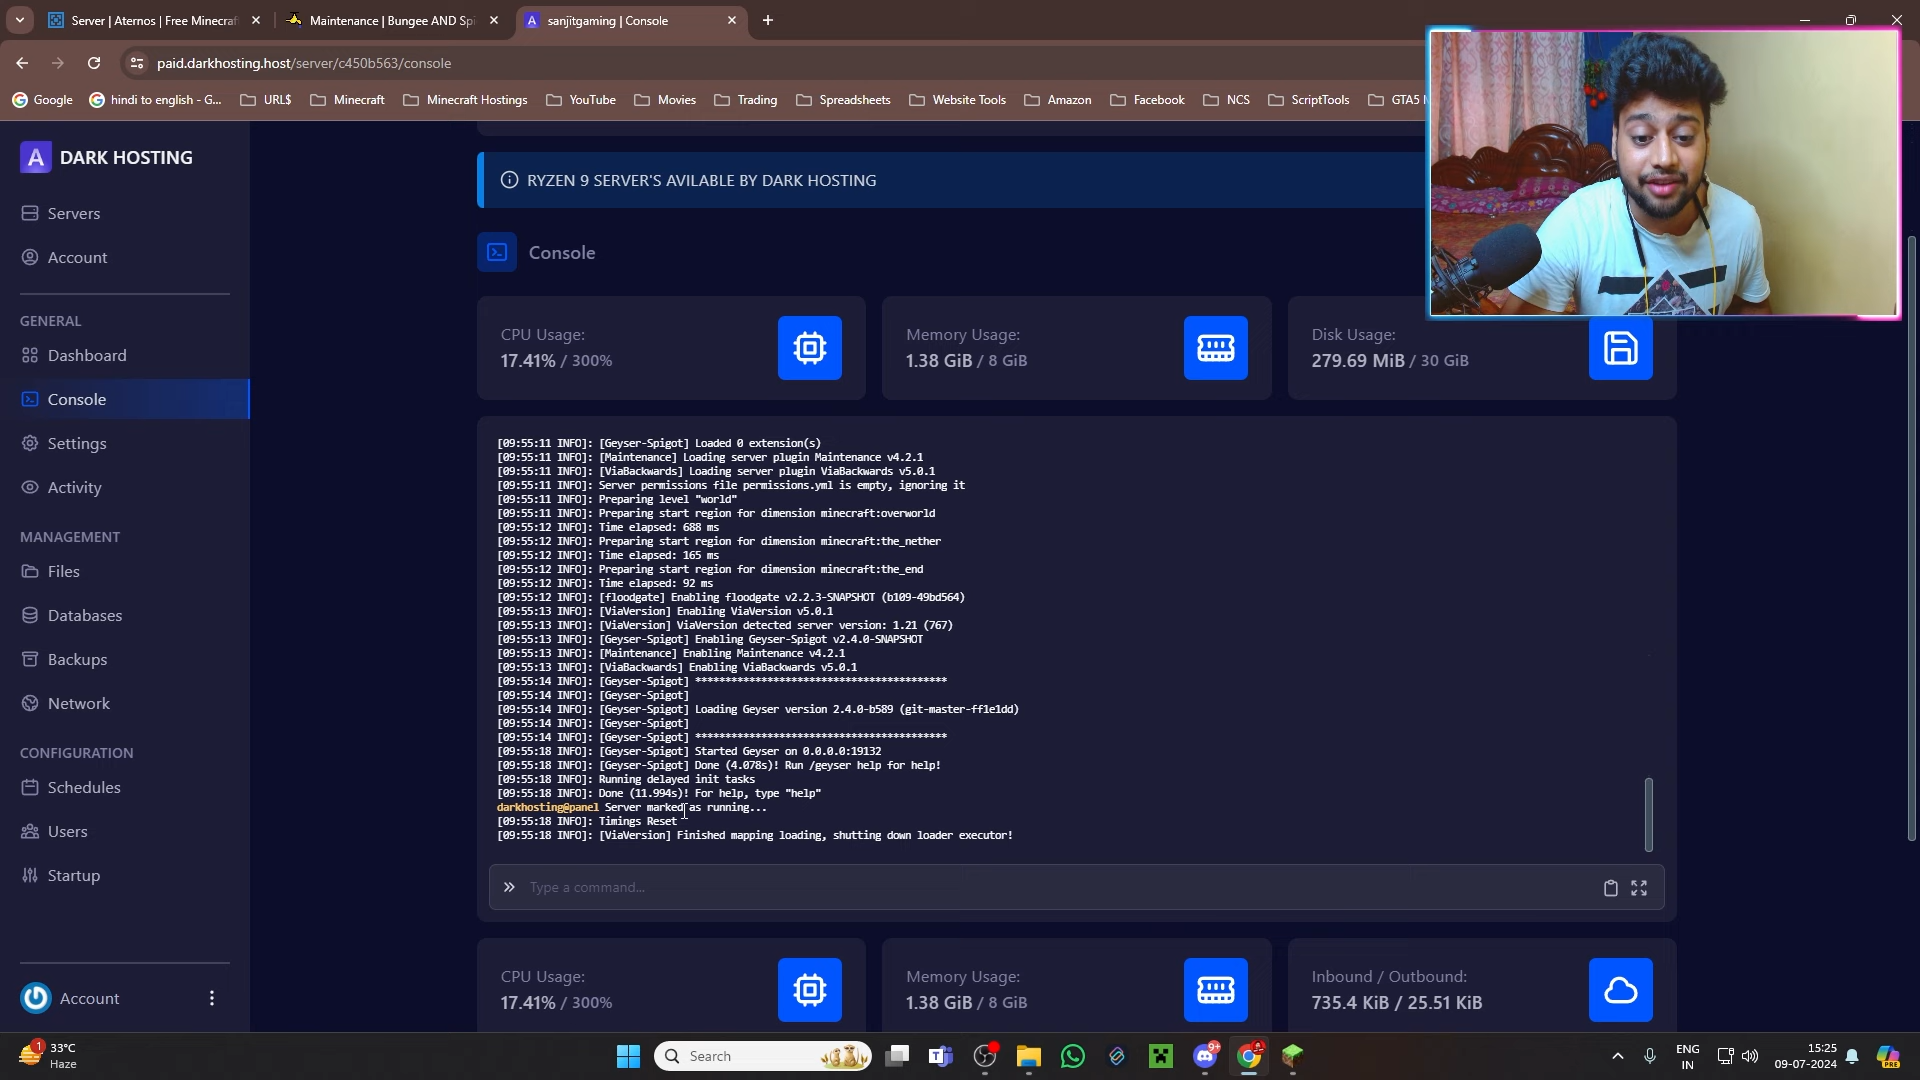 Server | Aternos | Free Minecraf
Maintenance | Bungee AND Spi
sanjitgaming | Console
paid.darkhosting.host/server/c450b563/console
Google
hindi to english - G...
URL$
Minecraft
Minecraft Hostings
YouTube
Movies
Trading
Spreadsheets
Website Tools
Amazon
Facebook
NCS
ScriptTools
GTA5
A DARK HOSTING
Servers
Account
GENERAL
Dashboard
Console
Settings
Activity
MANAGEMENT
Files
Databases
Backups
Network
CONFIGURATION
Schedules
Users
Startup
Account
RYZEN 9 SERVER'S AVILABLE BY DARK HOSTING
Console
CPU Usage:
17.41% / 300%
Memory Usage:
1.38 GiB / 8 GiB
Disk Usage:
279.69 MiB / 30 GiB
[09:55:11 INFO]: [Geyser-Spigot] Loaded 0 extension(s)
[09:55:11 INFO]: [Maintenance] Loading server plugin Maintenance v4.2.1
[09:55:11 INFO]: [ViaBackwards] Loading server plugin ViaBackwards v5.0.1
[09:55:11 INFO]: Server permissions file permissions.yml is empty, ignoring it
[09:55:11 INFO]: Preparing level "world"
[09:55:11 INFO]: Preparing start region for dimension minecraft:overworld
[09:55:12 INFO]: Time elapsed: 688 ms
[09:55:12 INFO]: Preparing start region for dimension minecraft:the_nether
[09:55:12 INFO]: Time elapsed: 165 ms
[09:55:12 INFO]: Preparing start region for dimension minecraft:the_end
[09:55:12 INFO]: Time elapsed: 92 ms
[09:55:12 INFO]: [floodgate] Enabling floodgate v2.2.3-SNAPSHOT (b109-49bd564)
[09:55:13 INFO]: [ViaVersion] Enabling ViaVersion v5.0.1
[09:55:13 INFO]: [ViaVersion] ViaVersion detected server version: 1.21 (767)
[09:55:13 INFO]: [Geyser-Spigot] Enabling Geyser-Spigot v2.4.0-SNAPSHOT
[09:55:13 INFO]: [Maintenance] Enabling Maintenance v4.2.1
[09:55:13 INFO]: [ViaBackwards] Enabling ViaBackwards v5.0.1
[09:55:14 INFO]: [Geyser-Spigot] ******************************************
[09:55:14 INFO]: [Geyser-Spigot]
[09:55:14 INFO]: [Geyser-Spigot] Loading Geyser version 2.4.0-b589 (git-master-ff1e1dd)
[09:55:14 INFO]: [Geyser-Spigot]
[09:55:14 INFO]: [Geyser-Spigot] ******************************************
[09:55:18 INFO]: [Geyser-Spigot] Started Geyser on 0.0.0.0:19132
[09:55:18 INFO]: [Geyser-Spigot] Done (4.078s)! Run /geyser help for help!
[09:55:18 INFO]: Running delayed init tasks
[09:55:18 INFO]: Done (11.994s)! For help, type "help"
darkhosting@panel Server marked as running...
[09:55:18 INFO]: Timings Reset
[09:55:18 INFO]: [ViaVersion] Finished mapping loading, shutting down loader executor!
Type a command...
CPU Usage:
17.41% / 300%
Memory Usage:
1.38 GiB / 8 GiB
Inbound / Outbound:
735.4 KiB / 25.51 KiB
1
33°C
Haze
Search
9+
ENG
IN
15:25
09-07-2024
PRE